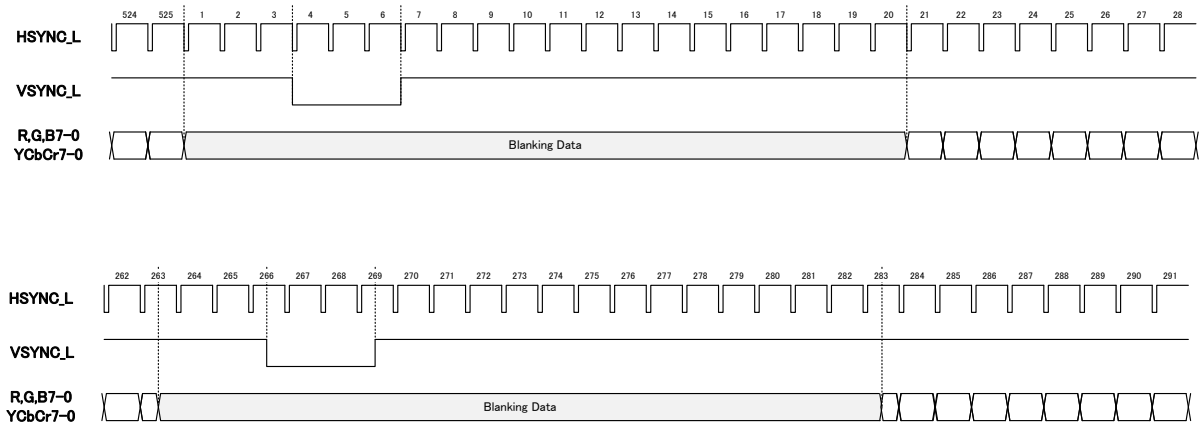 524 525 1 2 3 4 5 6 7 8 9 10 11 12 13 14 15 16 17 18 19 20 21 22 23 24 25 26 27 28
HSYNC_L
VSYNC_L
R,G,B7-0
YCbCr7-0
Blanking Data
262 263 264 265 266 267 268 269 270 271 272 273 274 275 276 277 278 279 280 281 282 283 284 285 286 287 288 289 290 291
HSYNC_L
VSYNC_L
R,G,B7-0
YCbCr7-0
Blanking Data